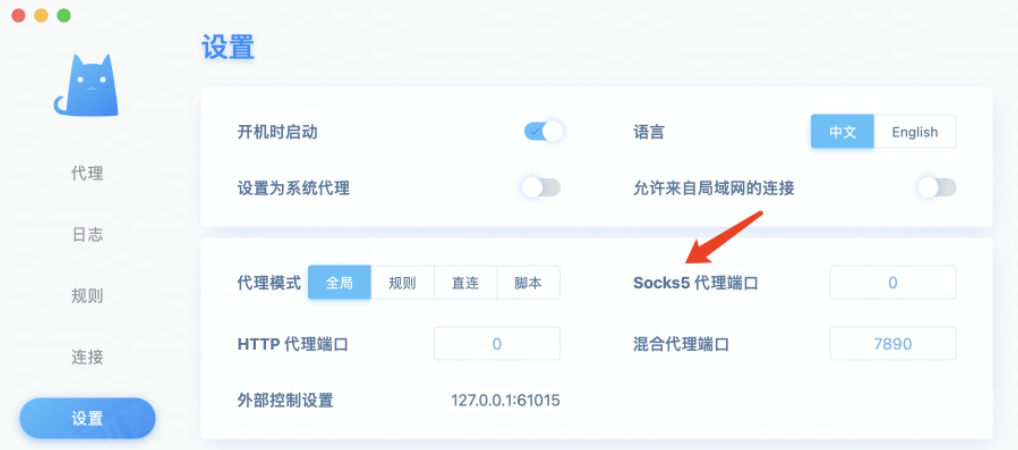 设置
代理
日志
规则
连接
设置
开机时启动
语言 中文 English
设置为系统代理
允许来自局域网的连接
代理模式 全局 规则 直连 脚本
Socks5 代理端口 0
HTTP 代理端口 0
混合代理端口 7890
外部控制设置 127.0.0.1:61015